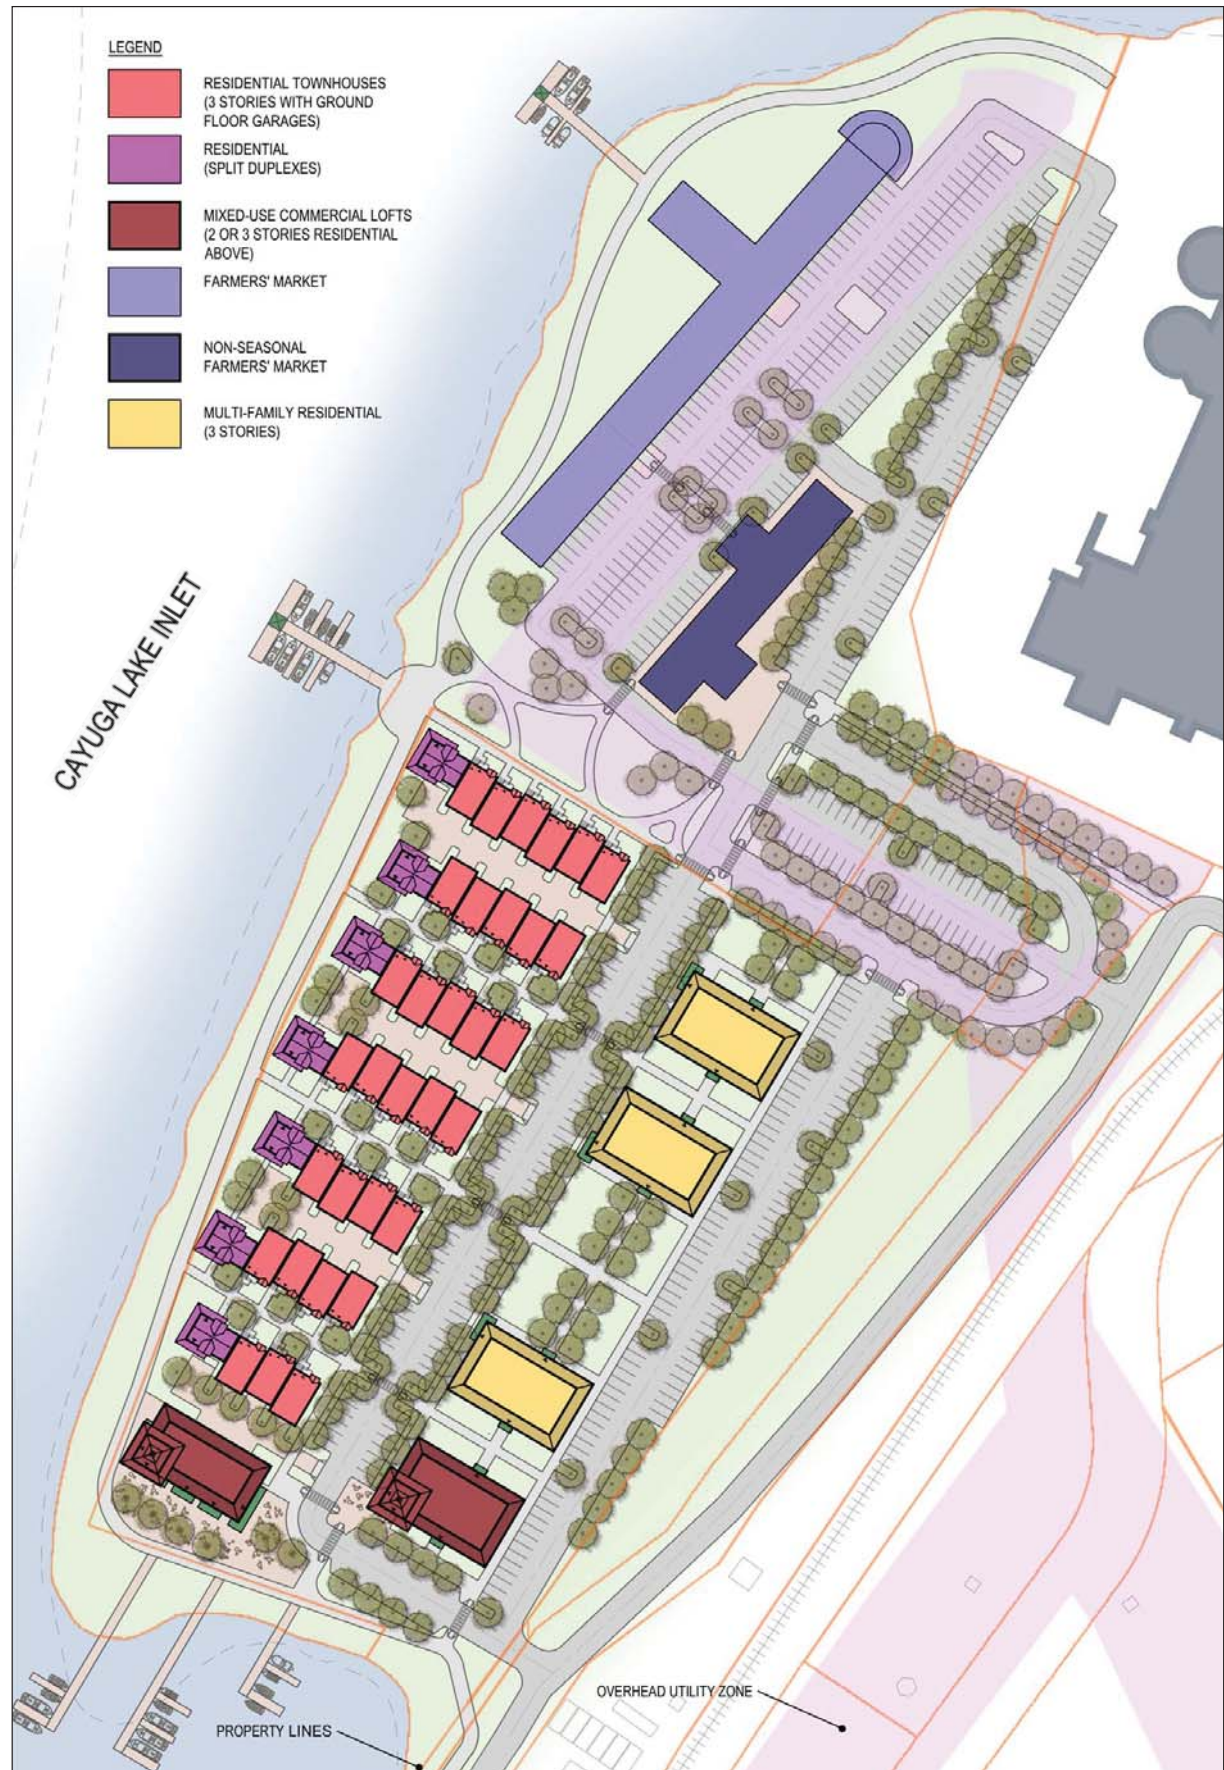 LEGEND
RESIDENTIAL TOWNHOUSES
(3 STORIES WITH GROUND
FLOOR GARAGES)
RESIDENTIAL
(SPLIT DUPLEXES)
MIXED-USE COMMERCIAL LOFTS
(2 OR 3 STORIES RESIDENTIAL
ABOVE)
FARMERS' MARKET
NON-SEASONAL
FARMERS' MARKET
MULTI-FAMILY RESIDENTIAL
(3 STORIES)
CAYUGA LAKE INLET
OVERHEAD UTILITY ZONE
PROPERTY LINES